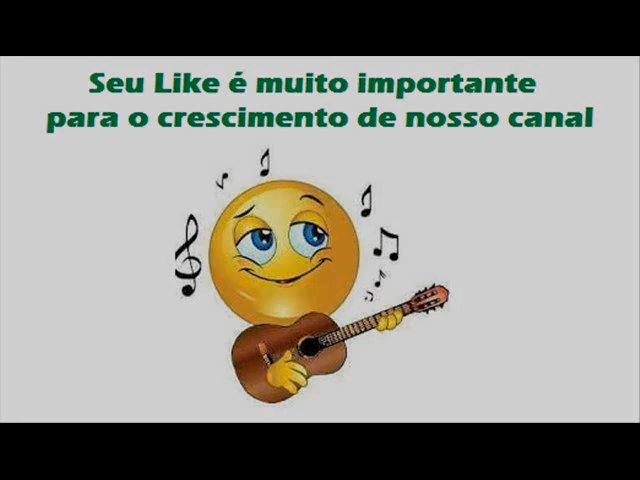 Seu Like é muito importante
para o crescimento de nosso canal